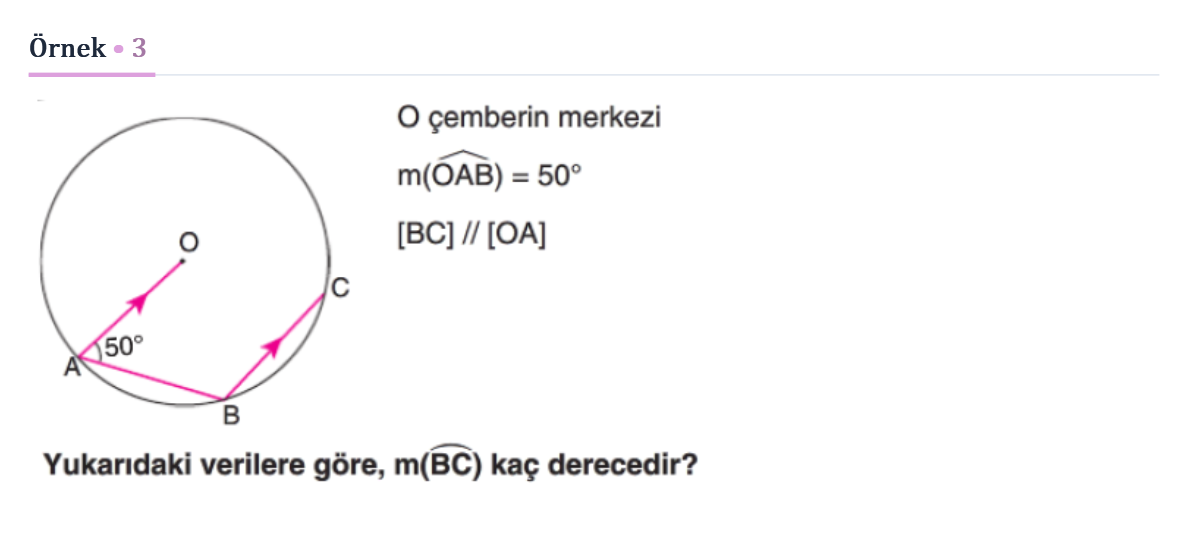 Örnek • 3
O çemberin merkezi
m(OAB) = 50°
[BC] // [OA]
O
C
50°
A
B
Yukarıdaki verilere göre, m(BC) kaç derecedir?